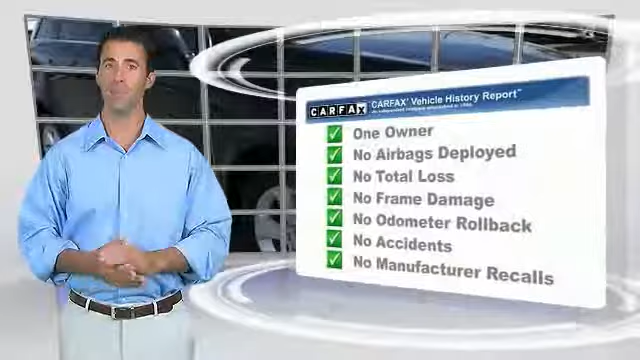 CARFAX CARFAX Vehicle History Report™
One Owner
No Airbags Deployed
No Total Loss
No Frame Damage
No Odometer Rollback
No Accidents
No Manufacturer Recalls